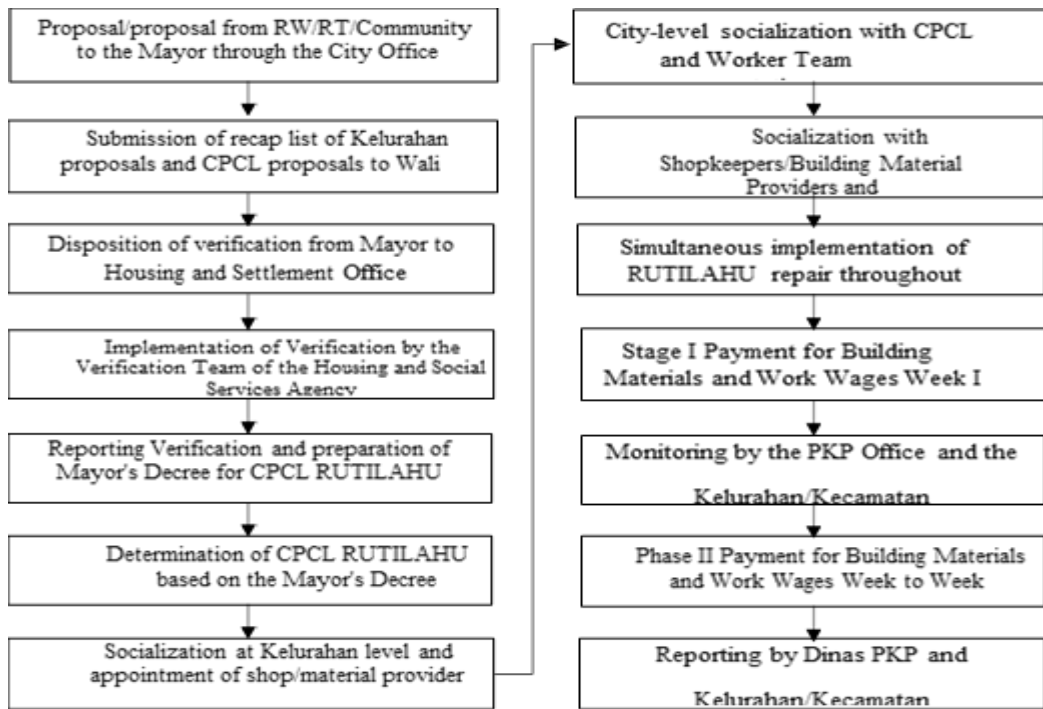 Proposal/proposal from RW/RT/Community
to the Mayor through the City Office
Submission of recap list of Kelurahan
proposals and CPCL proposals to Wali
Disposition of verification from Mayor to
Housing and Settlement Office
Implementation of Verification by the
Verification Team of the Housing and Social
Services Agency
Reporting Verification and preparation of
Mayor's Decree for CPCL RUTILAHU
Determination of CPCL RUTILAHU
based on the Mayor's Decree
Socialization at Kelurahan level and
appointment of shop/material provider
City-level socialization with CPCL
and Worker Team
Socialization with
Shopkeepers/Building Material
Providers and
Simultaneous implementation of
RUTILAHU repair throughout
Stage I Payment for Building
Materials and Work Wages Week I
Monitoring by the PKP Office and the
Kelurahan/Kecamatan
Phase II Payment for Building Materials
and Work Wages Week to Week
Reporting by Dinas PKP and
Kelurahan/Kecamatan